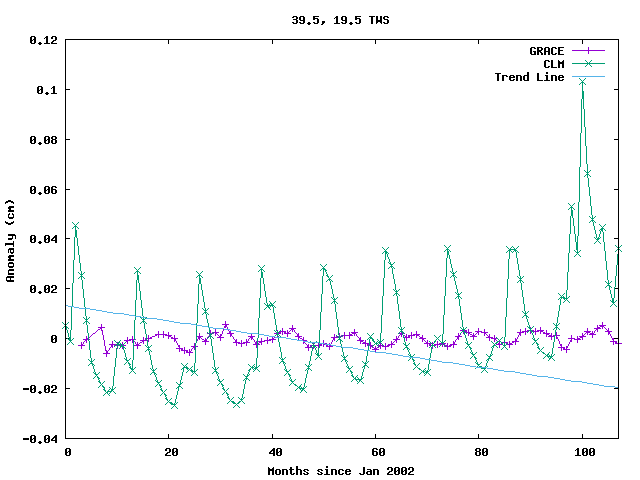 39.5, 19.5 TWS
0.12
0.1
0.08
0.06
0.04
0.02
0
-0.02
-0.04
Anomaly (cm)
GRACE
CLM
Trend Line
0 20 40 60 80 100
Months since Jan 2002